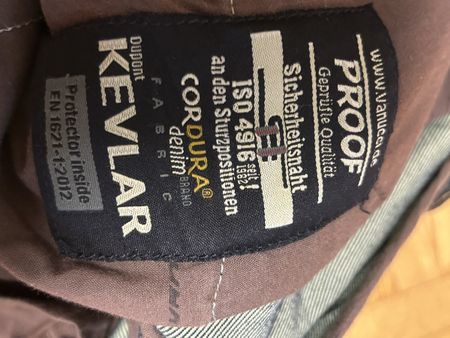 www.vanucci.de
PROOF
Geprüfte Qualität
Sicherheitsnaht
ISO 4916 seit 1982!
an den Sturzpositionen
CORDURA®
denim BRAND
FABRIC
Dupont
KEVLAR
Protector inside
EN 1621-1:2012